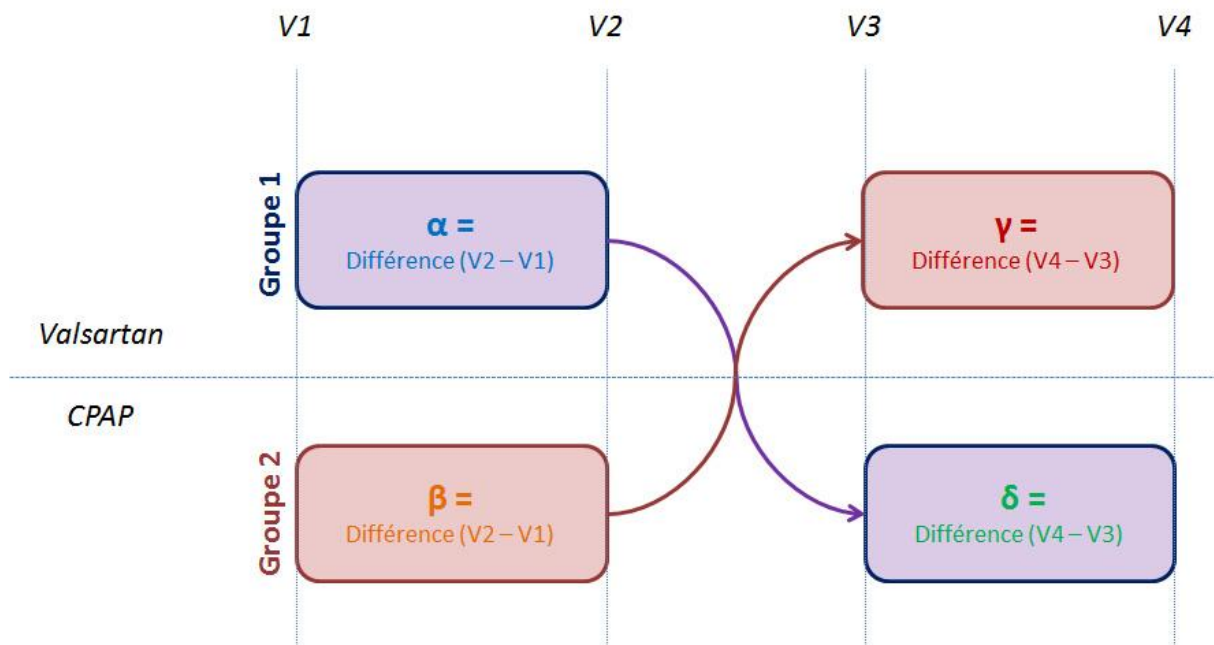 V1 V2 V3 V4
Groupe 1
α =
Différence (V2 – V1)
γ =
Différence (V4 – V3)
Valsartan
CPAP
Groupe 2
β =
Différence (V2 – V1)
δ =
Différence (V4 – V3)